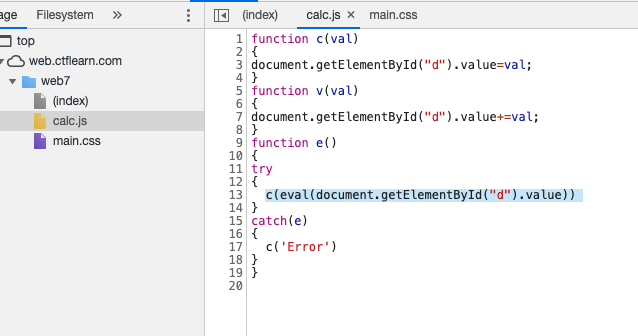 age Filesystem » (index) calc.js × main.css
top
web.ctflearn.com
web7
(index)
calc.js
main.css
1 function c(val)
2 {
3 document.getElementById("d").value=val;
4 }
5 function v(val)
6 {
7 document.getElementById("d").value+=val;
8 }
9 function e()
10 {
11 try
12 {
13 c(eval(document.getElementById("d").value))
14 }
15 catch(e)
16 {
17 c('Error')
18 }
19 }
20